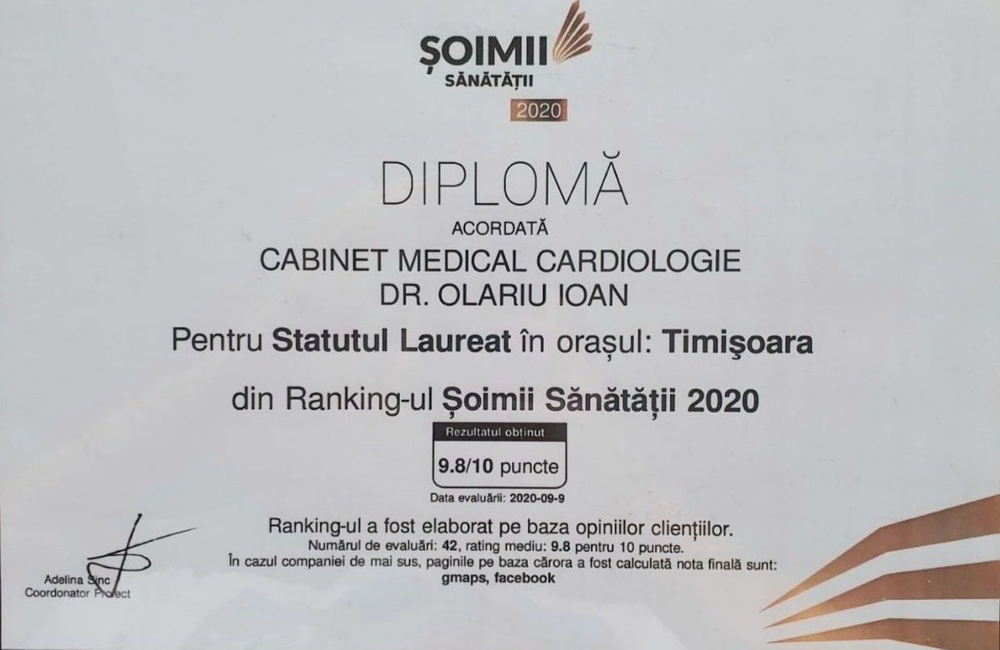 ȘOIMII
SĂNĂTĂȚII
2020
DIPLOMĂ
ACORDATĂ
CABINET MEDICAL CARDIOLOGIE
DR. OLARIU IOAN
Pentru Statutul Laureat în orașul: Timișoara
din Ranking-ul Șoimii Sănătății 2020
Rezultatul obținut
9.8/10 puncte
Data evaluării: 2020-09-9
Ranking-ul a fost elaborat pe baza opiniilor clienților.
Numărul de evaluări: 42, rating mediu: 9.8 pentru 10 puncte.
În cazul companiei de mai sus, paginile pe baza cărora a fost calculată nota finală sunt:
gmaps, facebook
Adelina Sinc
Coordonator Proiect